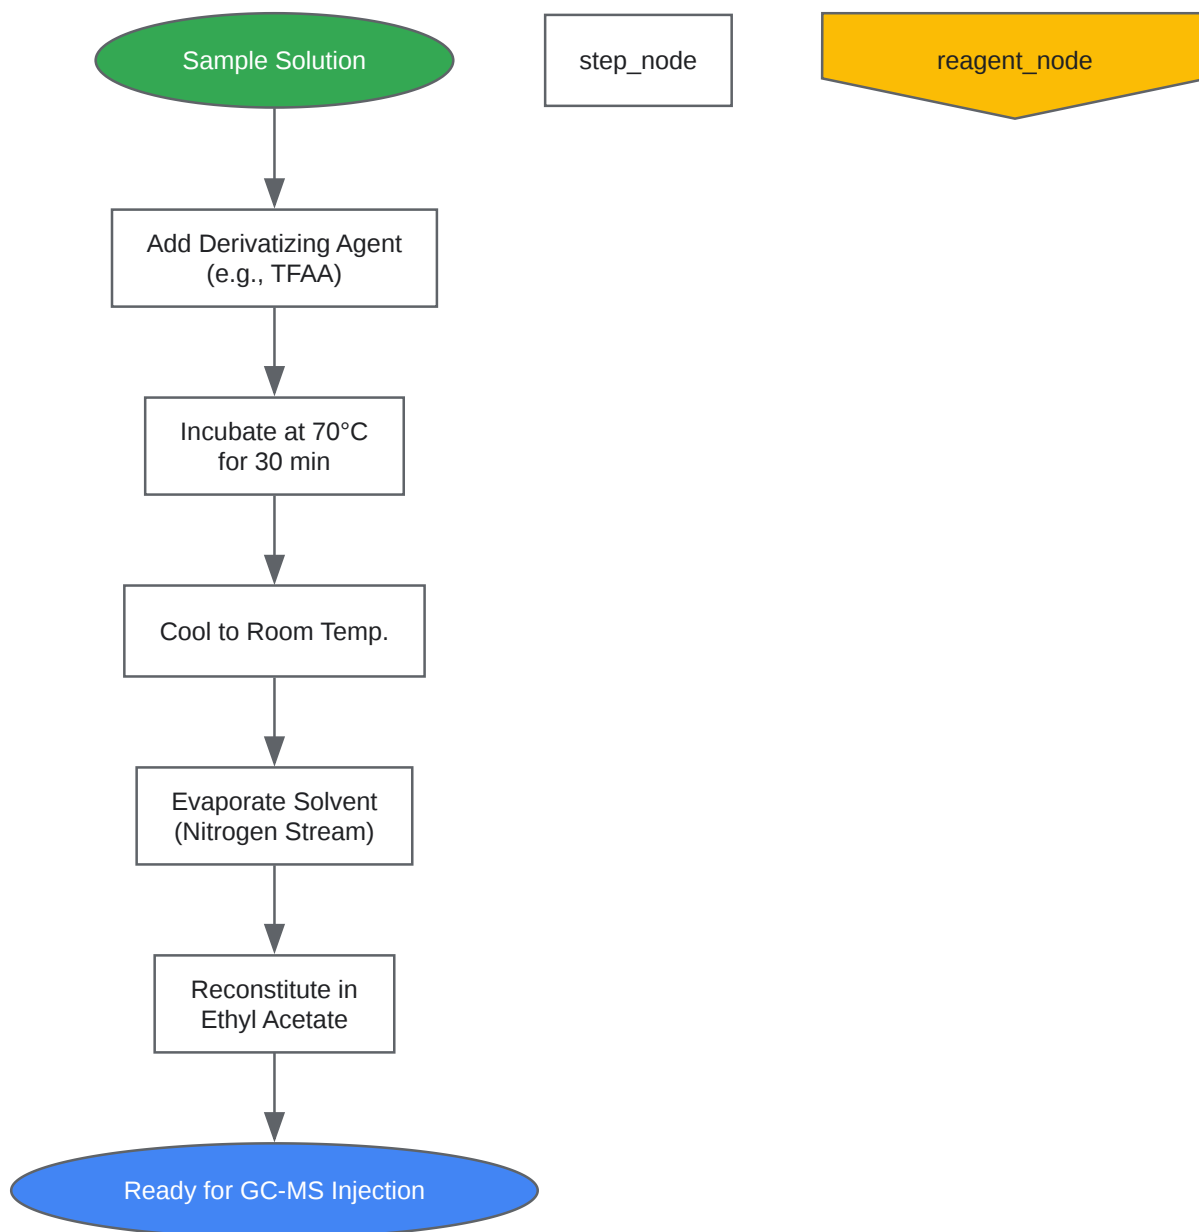 Sample Solution
step_node
reagent_node
Add Derivatizing Agent
(e.g., TFAA)
Incubate at 70°C
for 30 min
Cool to Room Temp.
Evaporate Solvent
(Nitrogen Stream)
Reconstitute in
Ethyl Acetate
Ready for GC-MS Injection